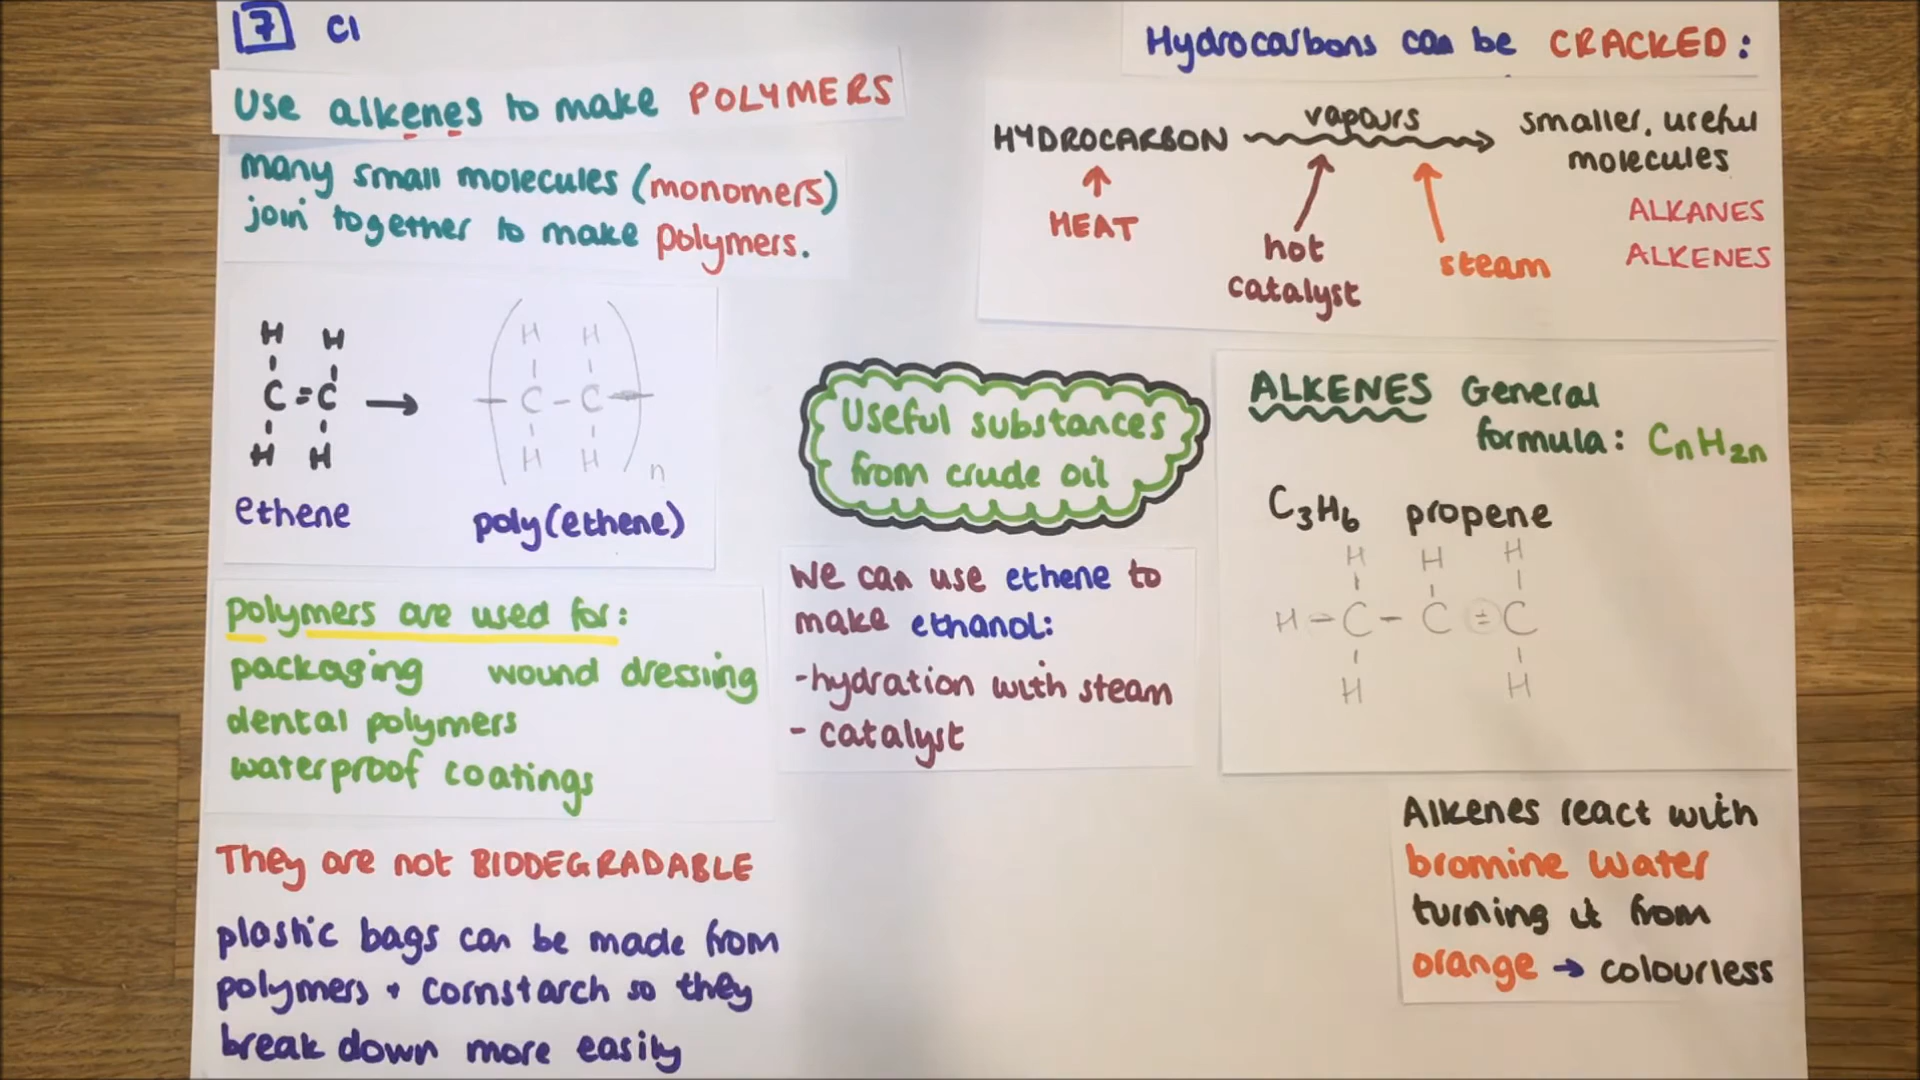 7 C1
Use alkenes to make POLYMERS
many small molecules (monomers)
join together to make polymers.
H H
C=C
H H
ethene
H H
C-C
H H
n
poly(ethene)
polymers are used for:
packaging wound dressing
dental polymers
waterproof coatings
They are not BIODEGRADABLE
plastic bags can be made from
polymers + cornstarch so they
break down more easily
Useful substances
from crude oil
We can use ethene to
make ethanol:
-hydration with steam
- catalyst
Hydrocarbons can be CRACKED:
HYDROCARBON
vapours
smaller, useful
molecules
HEAT
hot
catalyst
steam
ALKANES
ALKENES
ALKENES General
formula: CnH2n
C3H6 propene
H H H
H-C-C=C
H H
Alkenes react with
bromine water
turning it from
orange → colourless